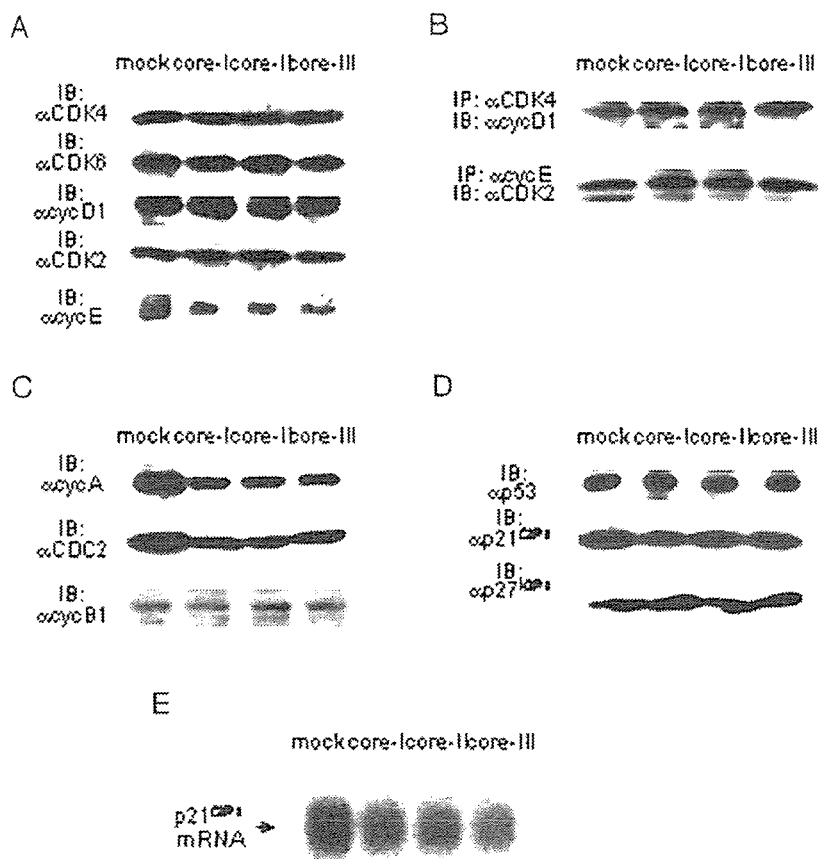 A
mock core-I core-II core-III
IB:
αCDK4
IB:
αCDK6
IB:
αcycD1
IB:
αCDK2
IB:
αcycE
B
mock core-I core-II core-III
IP: αCDK4
IB: αcycD1
IP: αcycE
IB: αCDK2
C
mock core-I core-II core-III
IB:
αcycA
IB:
αCDC2
IB:
αcycB1
D
mock core-I core-II core-III
IB:
αp53
IB:
αp21
IB:
αp27
E
mock core-I core-II core-III
p21
mRNA